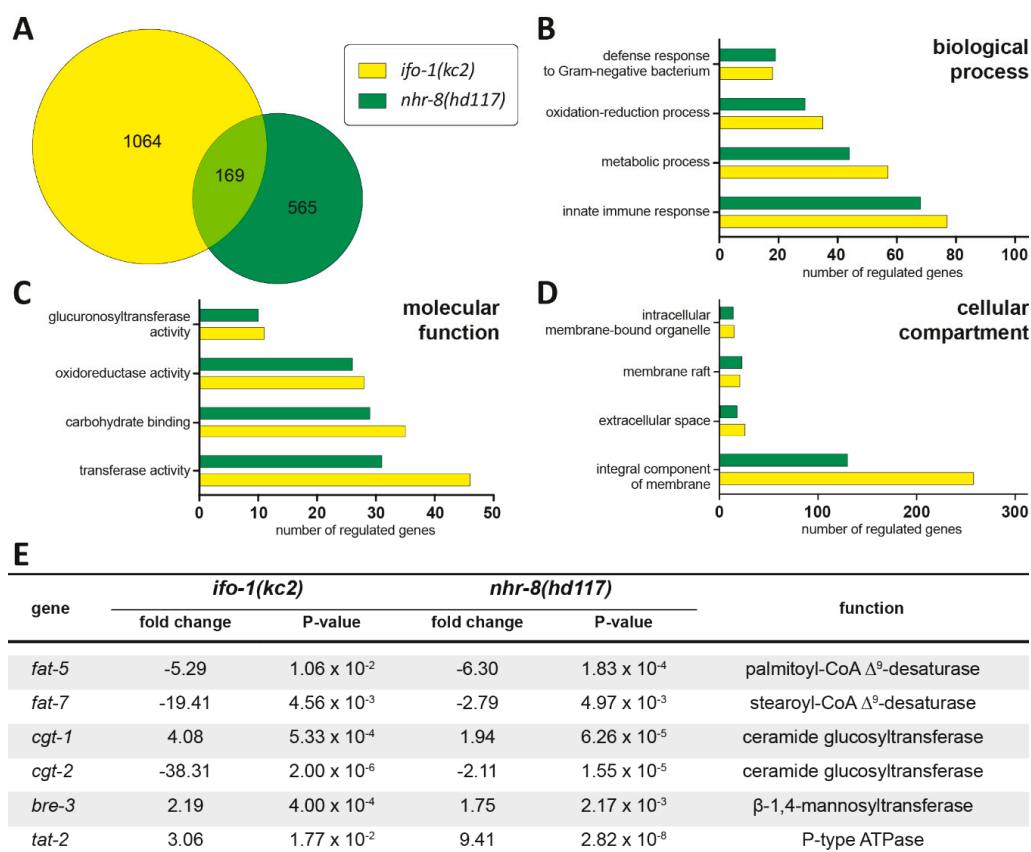 A
ifo-1(kc2)
nhr-8(hd117)
1064
169
565
B
biological
process
defense response
to Gram-negative bacterium
oxidation-reduction process
metabolic process
innate immune response
0 20 40 60 80 100
number of regulated genes
C
molecular
function
glucuronosyltransferase
activity
oxidoreductase activity
carbohydrate binding
transferase activity
0 10 20 30 40 50
number of regulated genes
D
cellular
compartment
intracellular
membrane-bound organelle
membrane raft
extracellular space
integral component
of membrane
0 100 200 300
number of regulated genes
E
gene ifo-1(kc2) nhr-8(hd117) function
fold change P-value fold change P-value
fat-5 -5.29 1.06 x 10⁻² -6.30 1.83 x 10⁻⁴ palmitoyl-CoA Δ⁹-desaturase
fat-7 -19.41 4.56 x 10⁻³ -2.79 4.97 x 10⁻³ stearoyl-CoA Δ⁹-desaturase
cgt-1 4.08 5.33 x 10⁻⁴ 1.94 6.26 x 10⁻⁵ ceramide glucosyltransferase
cgt-2 -38.31 2.00 x 10⁻⁶ -2.11 1.55 x 10⁻⁵ ceramide glucosyltransferase
bre-3 2.19 4.00 x 10⁻⁴ 1.75 2.17 x 10⁻³ β-1,4-mannosyltransferase
tat-2 3.06 1.77 x 10⁻² 9.41 2.82 x 10⁻⁸ P-type ATPase